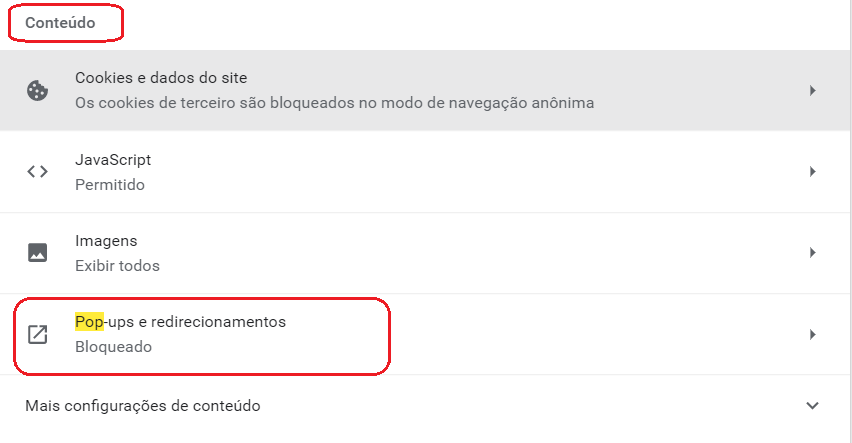 Conteúdo
Cookies e dados do site
Os cookies de terceiro são bloqueados no modo de navegação anônima
JavaScript
Permitido
Imagens
Exibir todos
Pop-ups e redirecionamentos
Bloqueado
Mais configurações de conteúdo